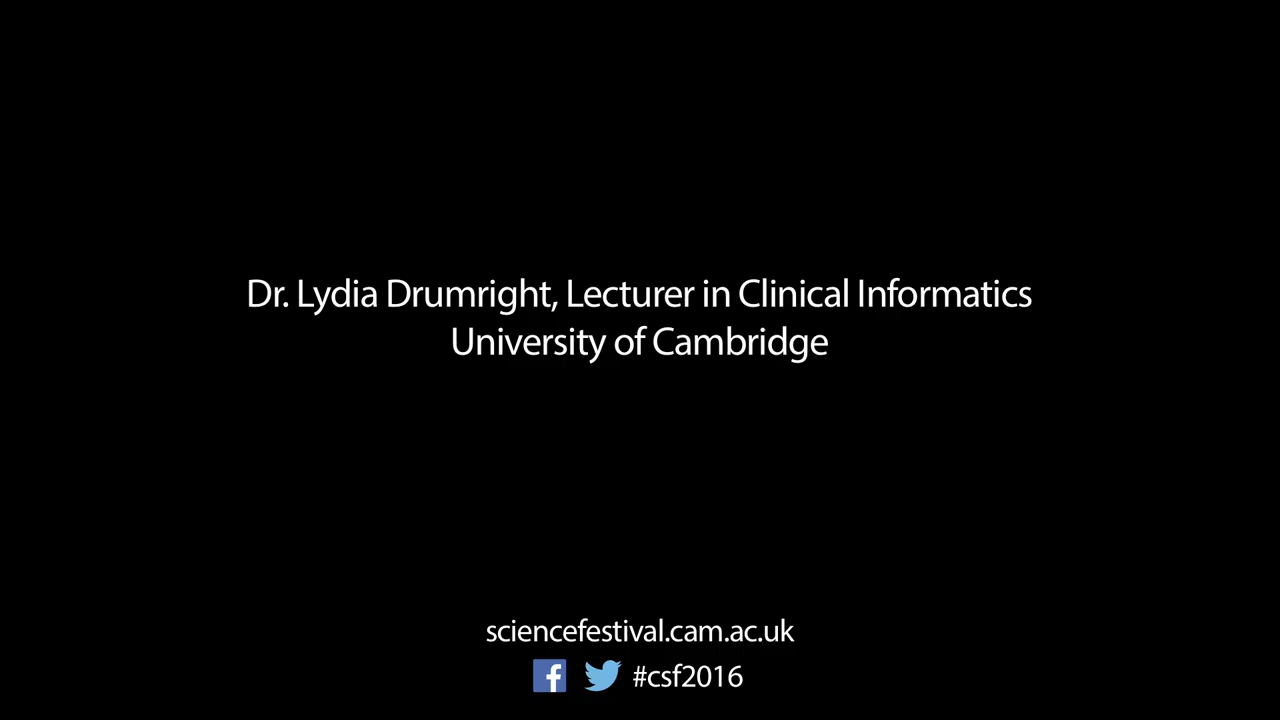 Dr. Lydia Drumright, Lecturer in Clinical Informatics
University of Cambridge
sciencefestival.cam.ac.uk
#csf2016